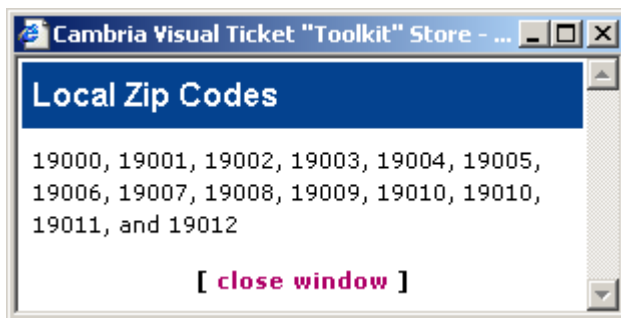 Cambria Visual Ticket "Toolkit" Store - ...
Local Zip Codes
19000, 19001, 19002, 19003, 19004, 19005,
19006, 19007, 19008, 19009, 19010, 19010,
19011, and 19012
[ close window ]